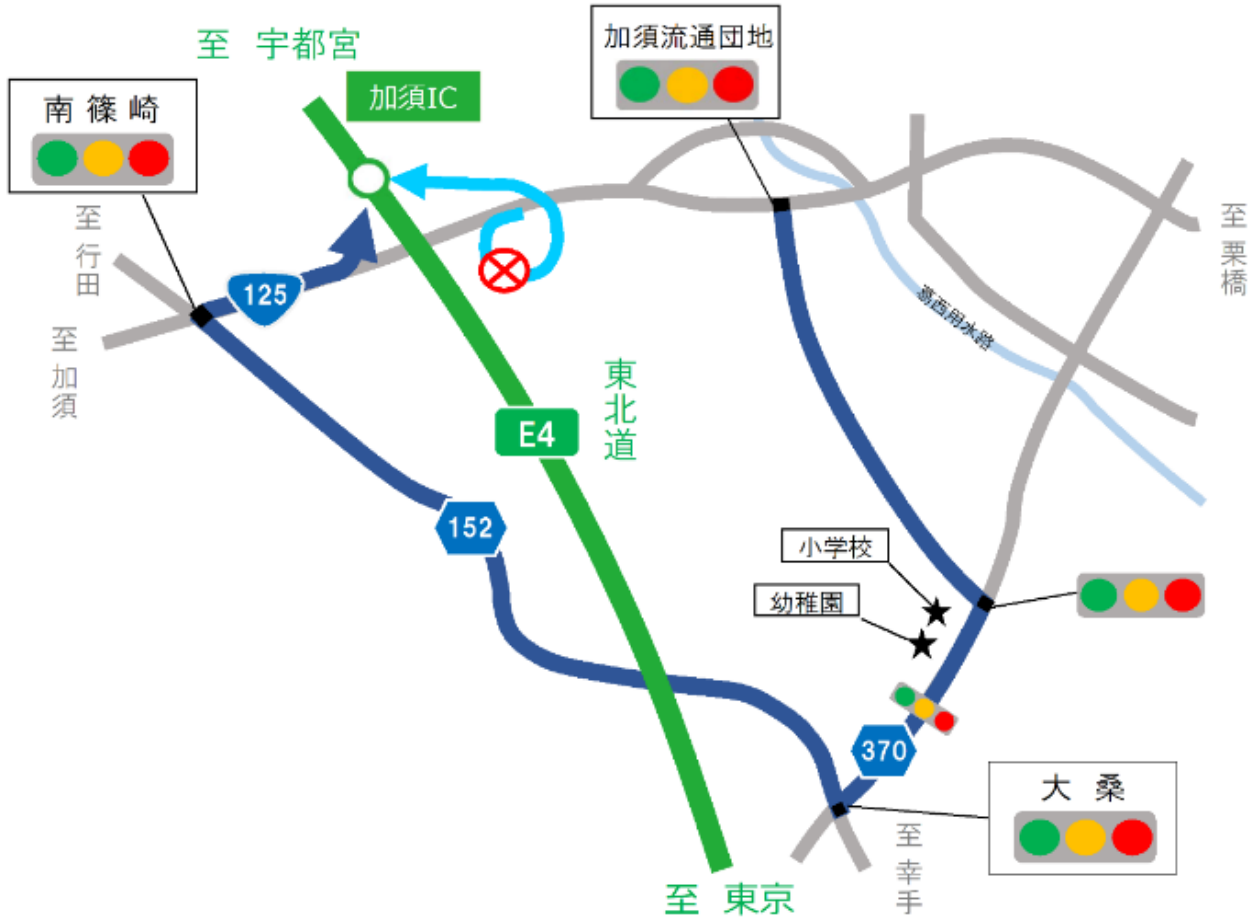 至 宇都宮
加須IC
加須流通団地
南篠崎
至行田
至加須
125
至栗橋
葛西用水路
東北道
E4
152
小学校
幼稚園
370
大桑
至幸手
至 東京